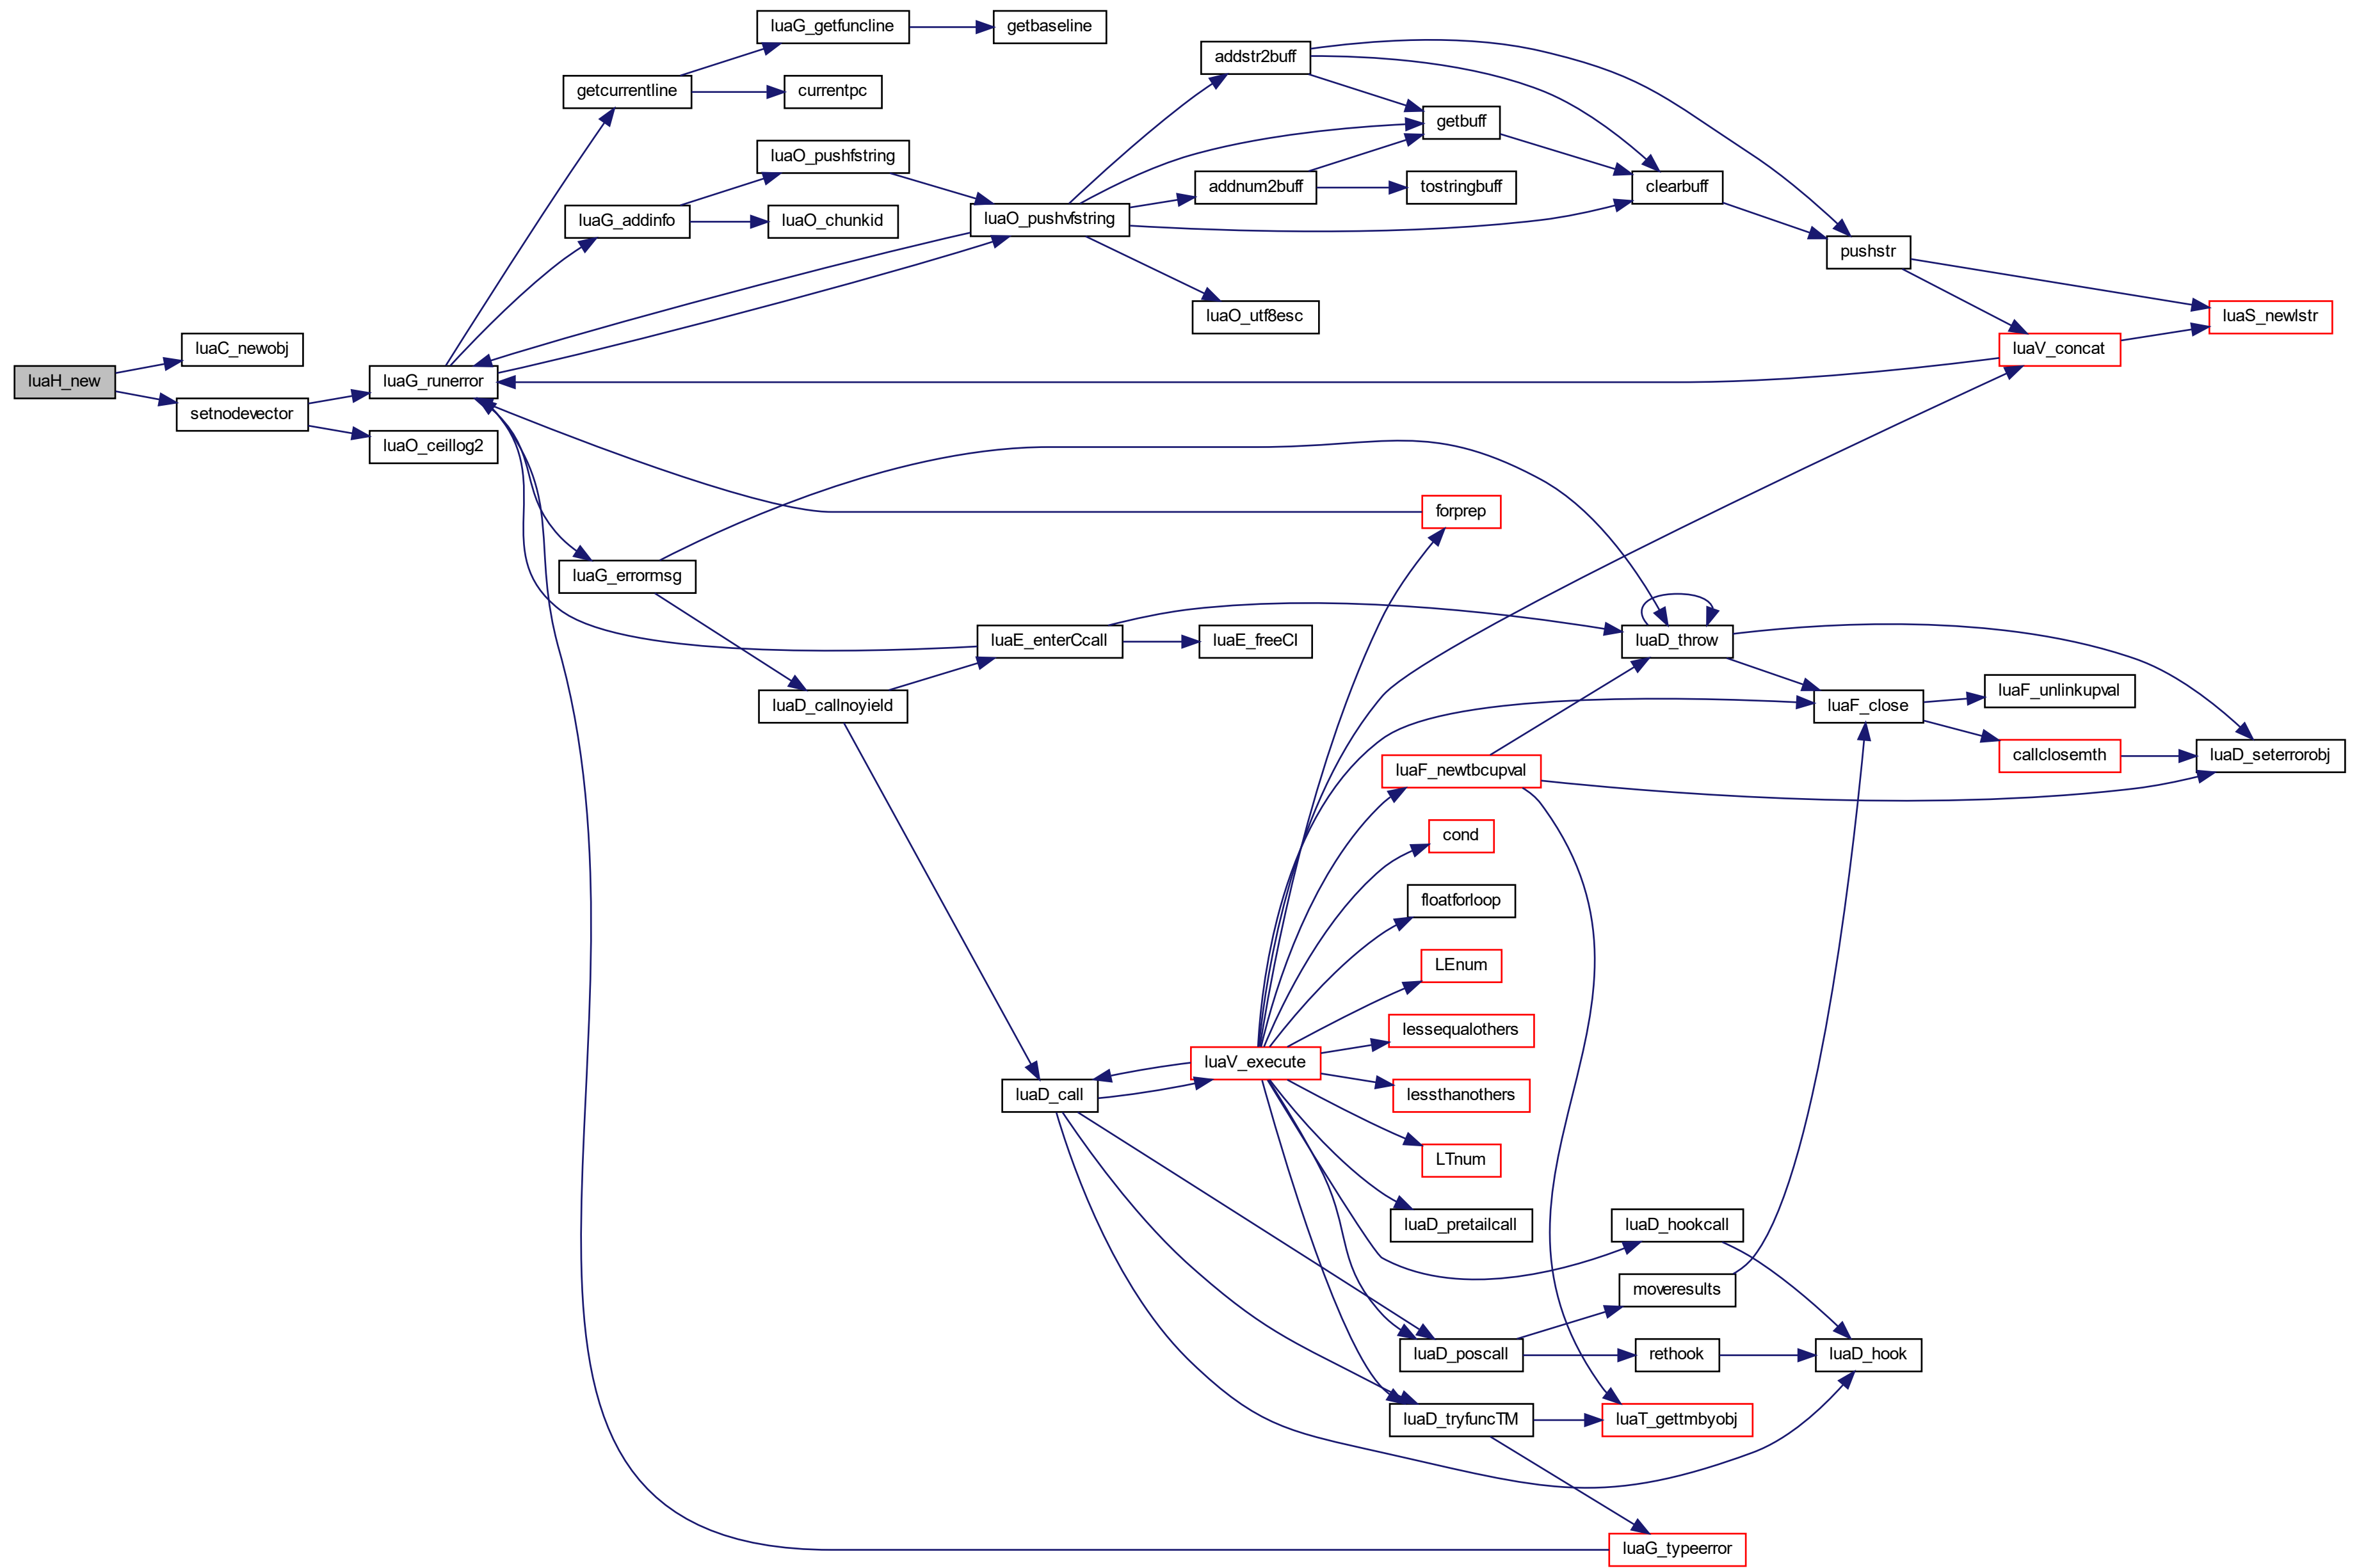 luaG_getfuncline
getbaseline
addstr2buff
getcurrentline
currentpc
getbuff
luaO_pushfstring
addnum2buff
tostringbuff
clearbuff
luaG_addinfo
luaO_chunkid
luaO_pushvfstring
pushstr
luaO_utf8esc
luaS_newlstr
luaC_newobj
luaV_concat
luaH_new
luaG_runerror
setnodevector
luaO_ceillog2
forprep
luaG_errormsg
luaE_enterCcall
luaE_freeCI
luaD_throw
luaF_unlinkupval
luaD_callnoyield
luaF_close
callclosemth
luaD_seterrorobj
luaF_newtbcupval
cond
floatforloop
LEnum
lessequalothers
luaV_execute
luaD_call
lessthanothers
LTnum
luaD_pretailcall
luaD_hookcall
moveresults
luaD_poscall
rethook
luaD_hook
luaD_tryfuncTM
luaT_gettmbyobj
luaG_typeerror